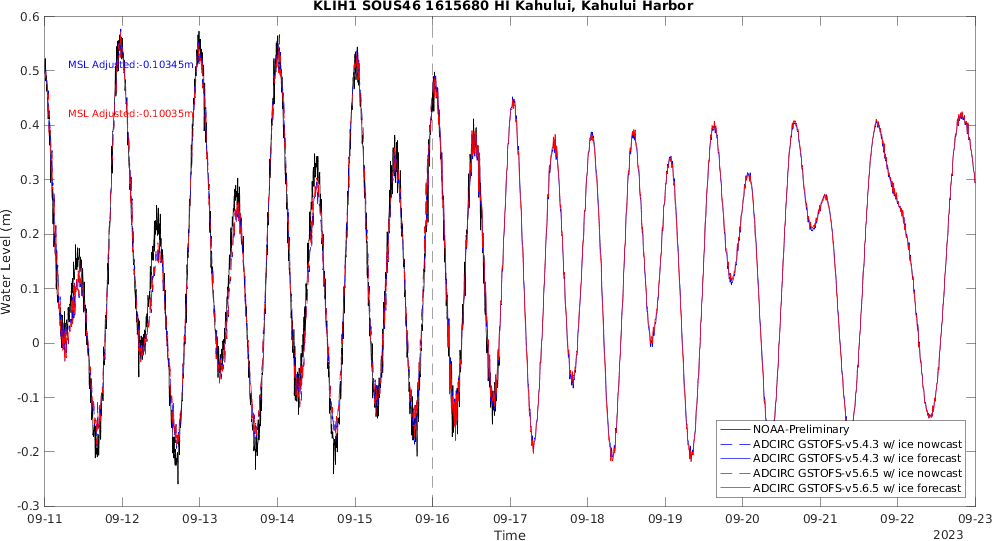 KLIH1 SOUS46 1615680 HI Kahului, Kahului Harbor
0.6
0.5
0.4
0.3
0.2
0.1
0
-0.1
-0.2
-0.3
Water Level (m)
MSL Adjusted:-0.10345m
MSL Adjusted:-0.10035m
NOAA-Preliminary
ADCIRC GSTOFS-v5.4.3 w/ ice nowcast
ADCIRC GSTOFS-v5.4.3 w/ ice forecast
ADCIRC GSTOFS-v5.6.5 w/ ice nowcast
ADCIRC GSTOFS-v5.6.5 w/ ice forecast
09-11 09-12 09-13 09-14 09-15 09-16 09-17 09-18 09-19 09-20 09-21 09-22 09-23
Time
2023